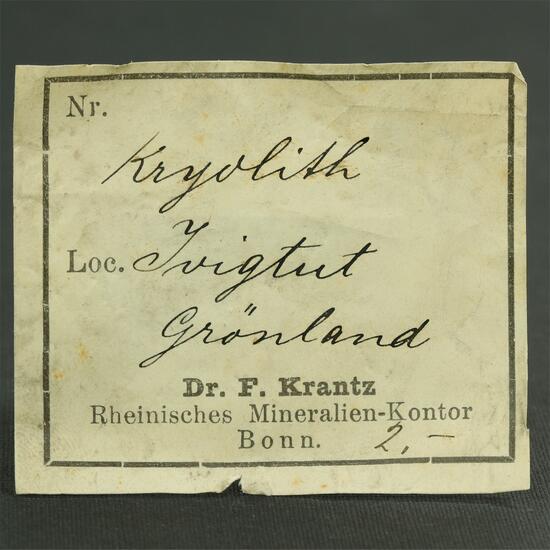 Nr.
Kryolith
Loc. Ivigtut
Grönland
Dr. F. Krantz
Rheinisches Mineralien-Kontor
Bonn. 2,-